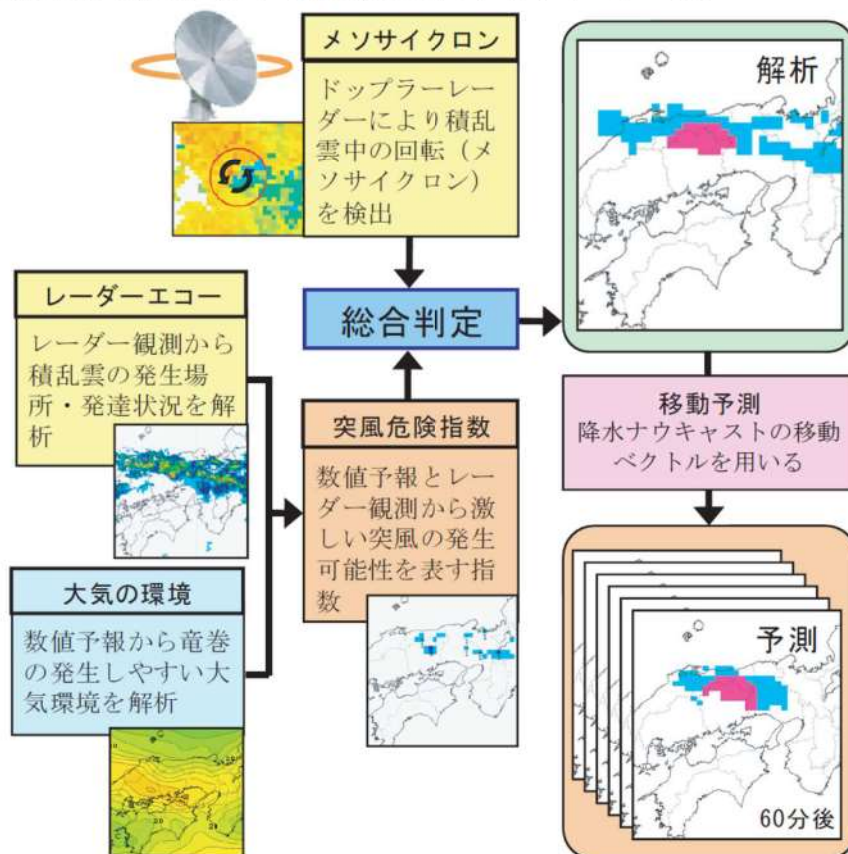 メソサイクロン
ドップラーレー
ダーにより積乱
雲中の回転（メ
ソサイクロン）
を検出
レーダーエコー
レーダー観測から
積乱雲の発生場
所・発達状況を解
析
大気の環境
数値予報から竜巻
の発生しやすい大
気環境を解析
総合判定
突風危険指数
数値予報とレー
ダー観測から激
しい突風の発生
可能性を表す指
数
解析
移動予測
降水ナウキャストの移動
ベクトルを用いる
予測
60分後